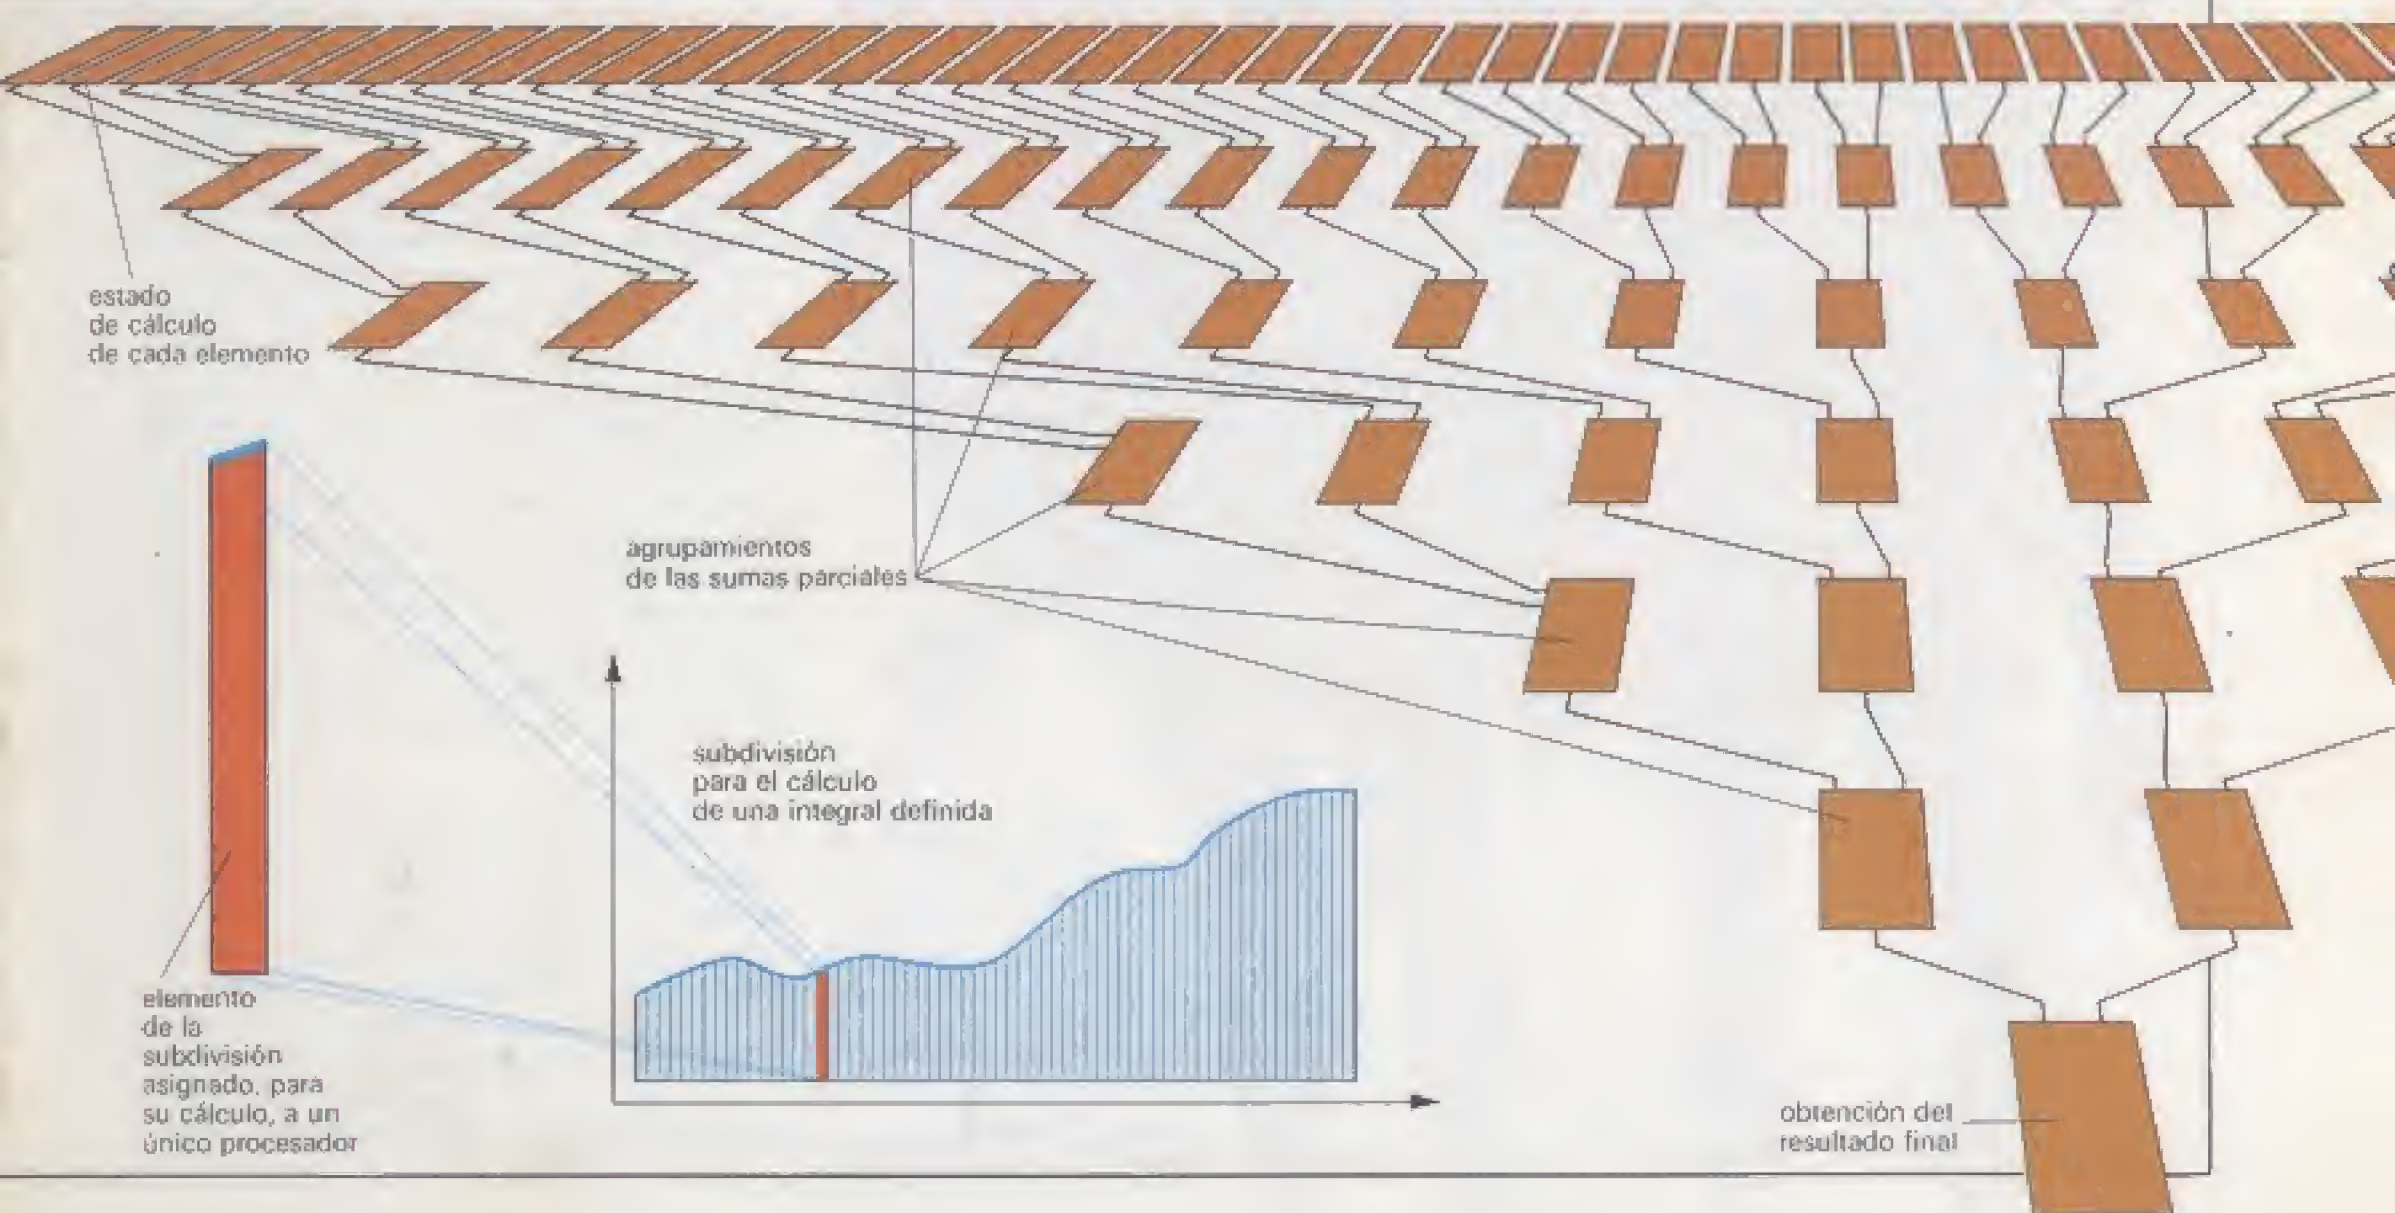 estado
de cálculo
de cada elemento
agrupamientos
de las sumas parciales
subdivisión
para el cálculo
de una integral definida
elemento
de la
subdivisión
asignado, para
su cálculo, a un
único procesador
obtención del
resultado final